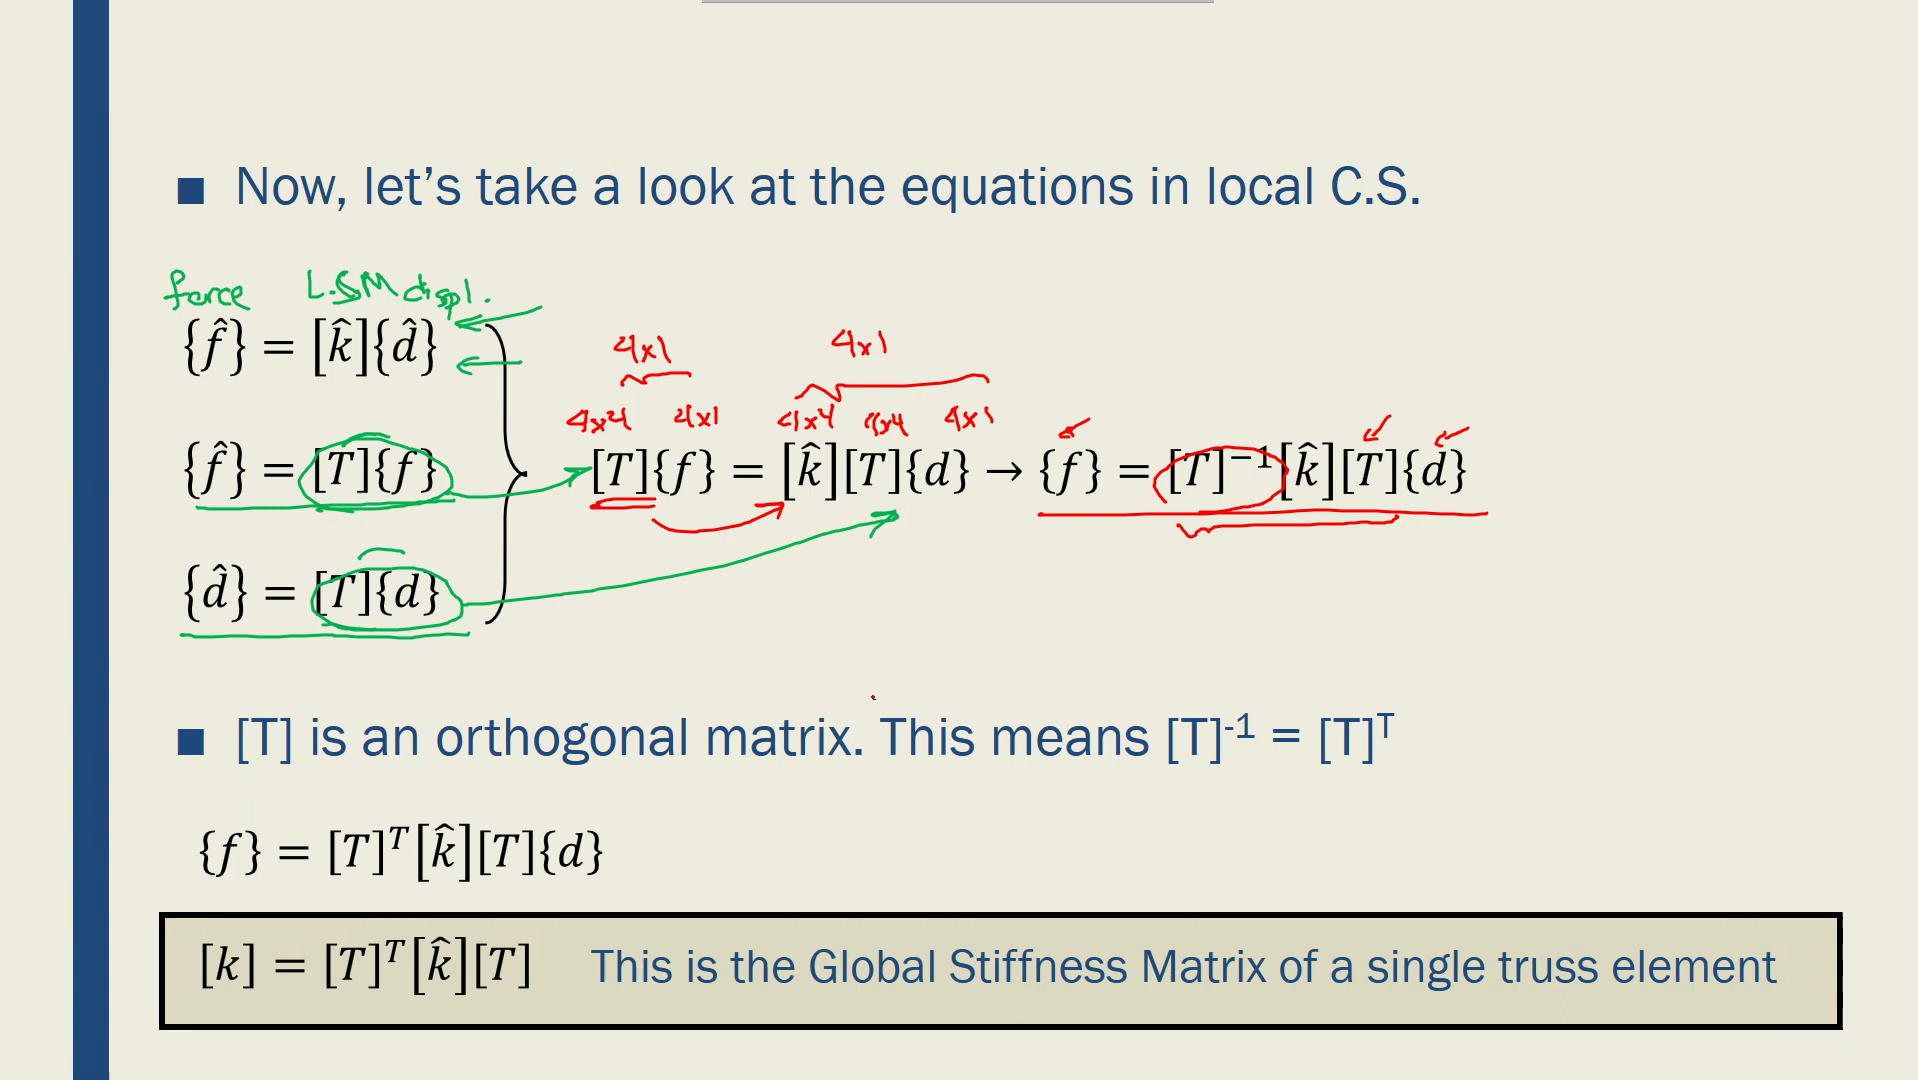 ■ Now, let's take a look at the equations in local C.S.
force L.S.M displ.
{f̂} = [k̂]{d̂}
4x1 4x1
4x4 4x1 4x4 4x4 4x1
{f̂} = [T]{f}
[T]{f} = [k̂][T]{d} → {f} = [T]⁻¹[k̂][T]{d}
{d̂} = [T]{d}
■ [T] is an orthogonal matrix. This means [T]⁻¹ = [T]ᵀ
{f} = [T]ᵀ[k̂][T]{d}
[k] = [T]ᵀ[k̂][T] This is the Global Stiffness Matrix of a single truss element